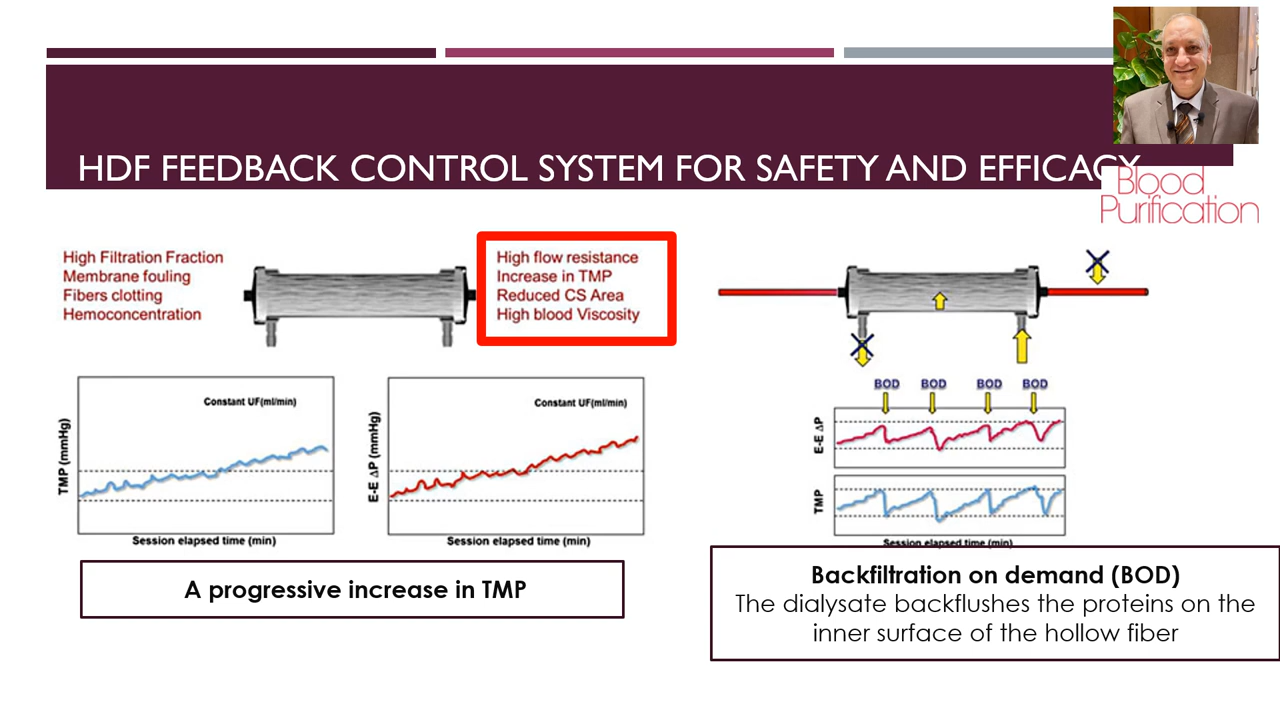 HDF FEEDBACK CONTROL SYSTEM FOR SAFETY AND EFFICACY
Blood
Purification
High Filtration Fraction
Membrane fouling
Fibers clotting
Hemoconcentration
High flow resistance
Increase in TMP
Reduced CS Area
High blood Viscosity
TMP (mmHg)
Constant UF(ml/min)
Session elapsed time (min)
E-E ΔP (mmHg)
Constant UF(ml/min)
Session elapsed time (min)
A progressive increase in TMP
BOD BOD BOD BOD
E-E ΔP
TMP
Session elapsed time (min)
Backfiltration on demand (BOD)
The dialysate backflushes the proteins on the
inner surface of the hollow fiber